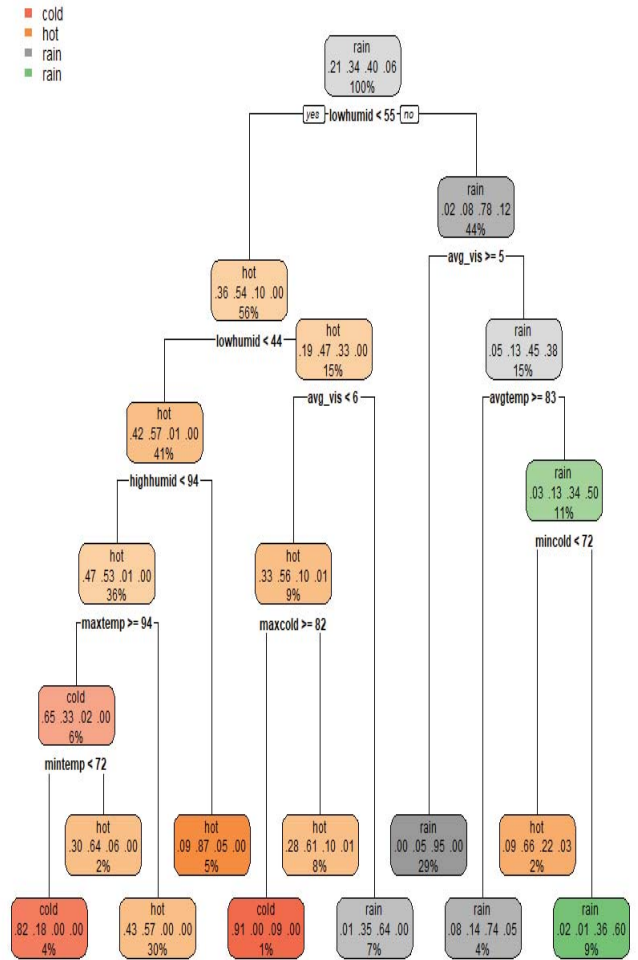 cold
hot
rain
rain
rain
.21 .34 .40 .06
100%
yes lowhumid < 55 no
rain
.02 .08 .78 .12
44%
avg_vis >= 5
hot
.36 .54 .10 .00
56%
lowhumid < 44
hot
.19 .47 .33 .00
15%
avg_vis < 6
rain
.05 .13 .45 .38
15%
avgtemp >= 83
hot
.42 .57 .01 .00
41%
highhumid < 94
rain
.03 .13 .34 .50
11%
mincold < 72
hot
.47 .53 .01 .00
36%
maxtemp >= 94
hot
.33 .56 .10 .01
9%
maxcold >= 82
cold
.65 .33 .02 .00
6%
mintemp < 72
hot
.30 .64 .06 .00
2%
hot
.09 .87 .05 .00
5%
hot
.28 .61 .10 .01
8%
rain
.00 .05 .95 .00
29%
hot
.09 .66 .22 .03
2%
cold
.82 .18 .00 .00
4%
hot
.43 .57 .00 .00
30%
cold
.91 .00 .09 .00
1%
rain
.01 .35 .64 .00
7%
rain
.08 .14 .74 .05
4%
rain
.02 .01 .36 .60
9%